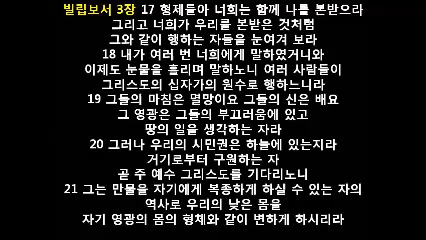 빌립보서 3장 17 형제들아 너희는 함께 나를 본받으라
그리고 너희가 우리를 본받은 것처럼
그와 같이 행하는 자들을 눈여겨 보라
18 내가 여러 번 너희에게 말하였거니와
이제도 눈물을 흘리며 말하노니 여러 사람들이
그리스도의 십자가의 원수로 행하느니라
19 그들의 마침은 멸망이요 그들의 신은 배요
그 영광은 그들의 부끄러움에 있고
땅의 일을 생각하는 자라
20 그러나 우리의 시민권은 하늘에 있는지라
거기로부터 구원하는 자
곧 주 예수 그리스도를 기다리노니
21 그는 만물을 자기에게 복종하게 하실 수 있는 자의
역사로 우리의 낮은 몸을
자기 영광의 몸의 형체와 같이 변하게 하시리라